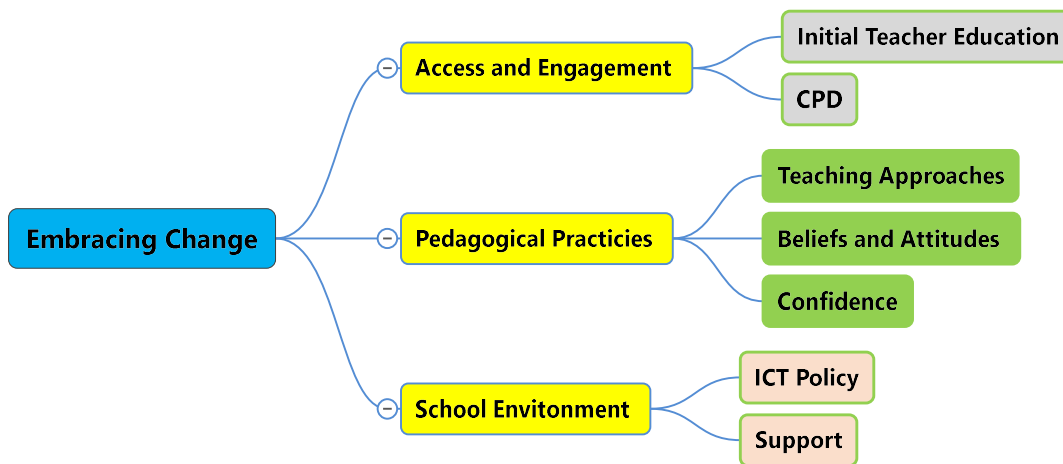 Embracing Change
Access and Engagement
Initial Teacher Education
CPD
Pedagogical Practicies
Teaching Approaches
Beliefs and Attitudes
Confidence
School Envitonment
ICT Policy
Support